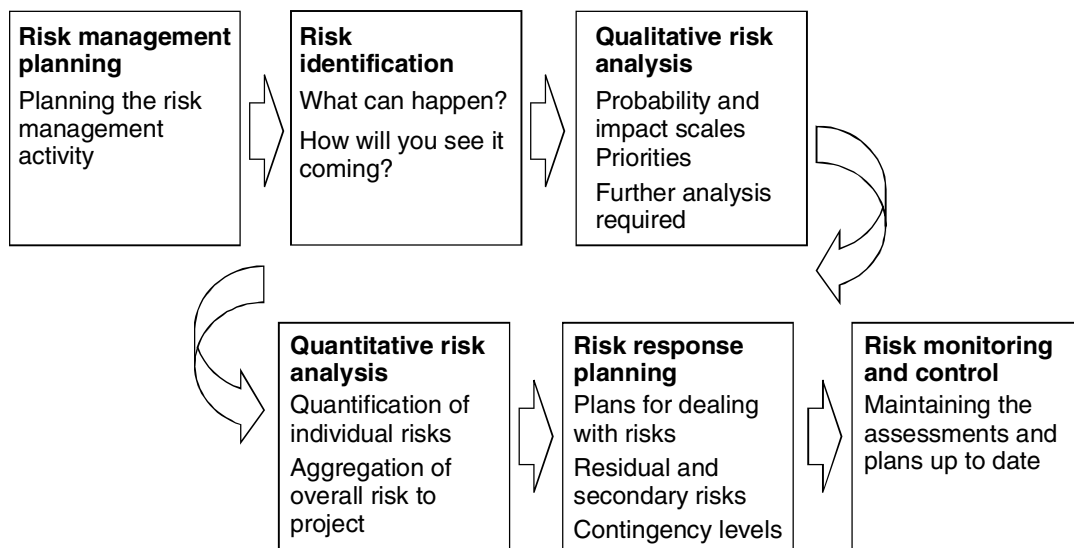 Risk management
planning
Planning the risk
management
activity
Risk
identification
What can happen?
How will you see it
coming?
Qualitative risk
analysis
Probability and
impact scales
Priorities
Further analysis
required
Quantitative risk
analysis
Quantification of
individual risks
Aggregation of
overall risk to
project
Risk response
planning
Plans for dealing
with risks
Residual and
secondary risks
Contingency levels
Risk monitoring
and control
Maintaining the
assessments and
plans up to date